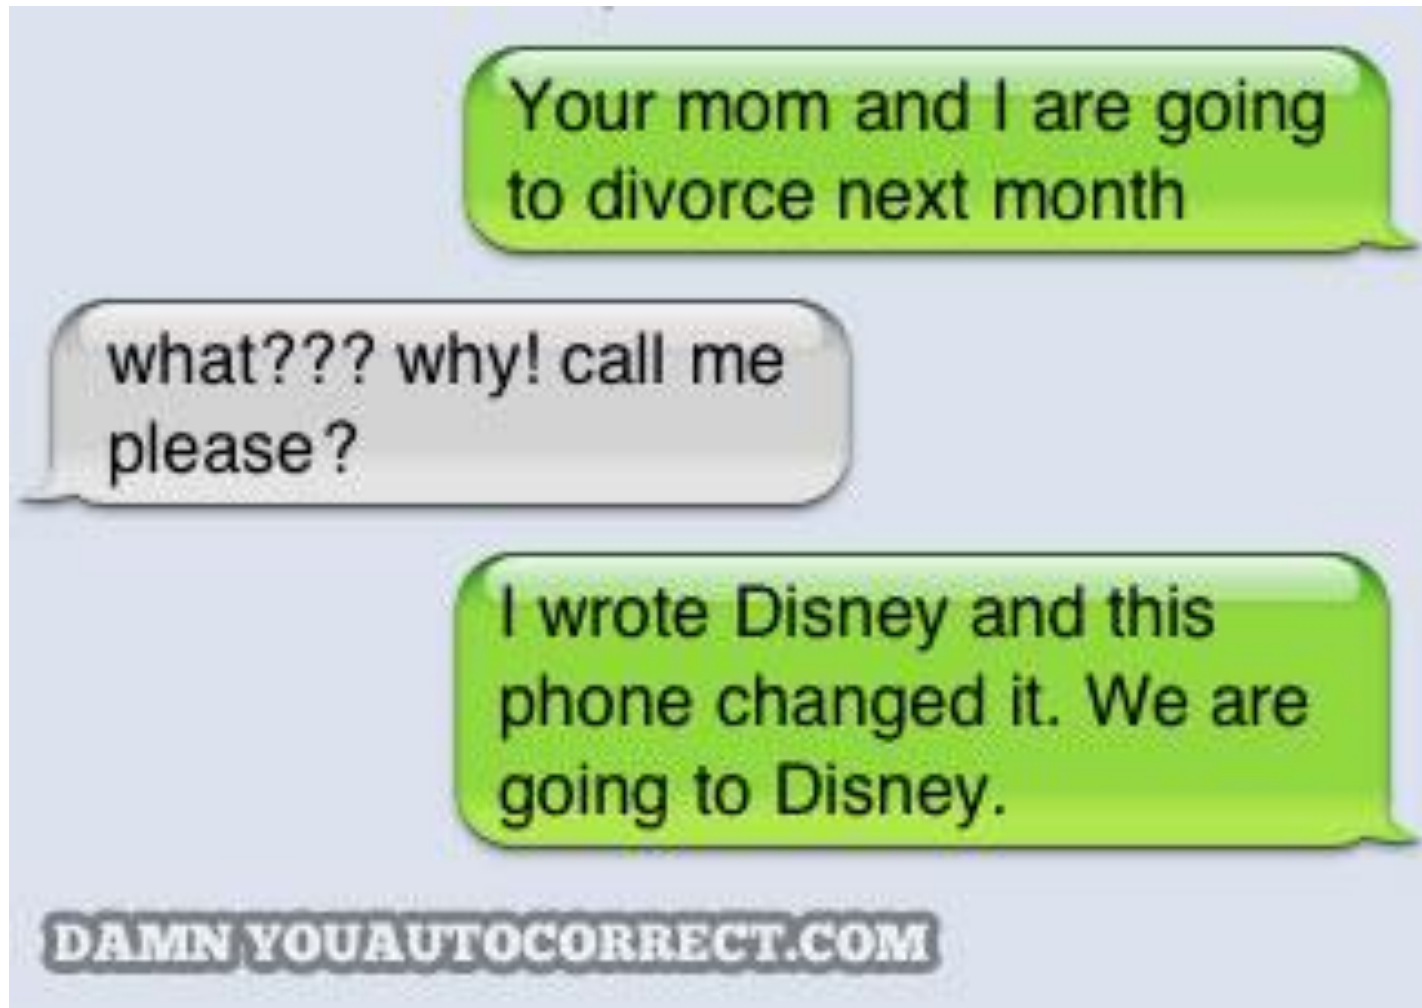 Your mom and I are going
to divorce next month
what??? why! call me
please?
I wrote Disney and this
phone changed it. We are
going to Disney.
DAMN YOUAUTOCORRECT.COM